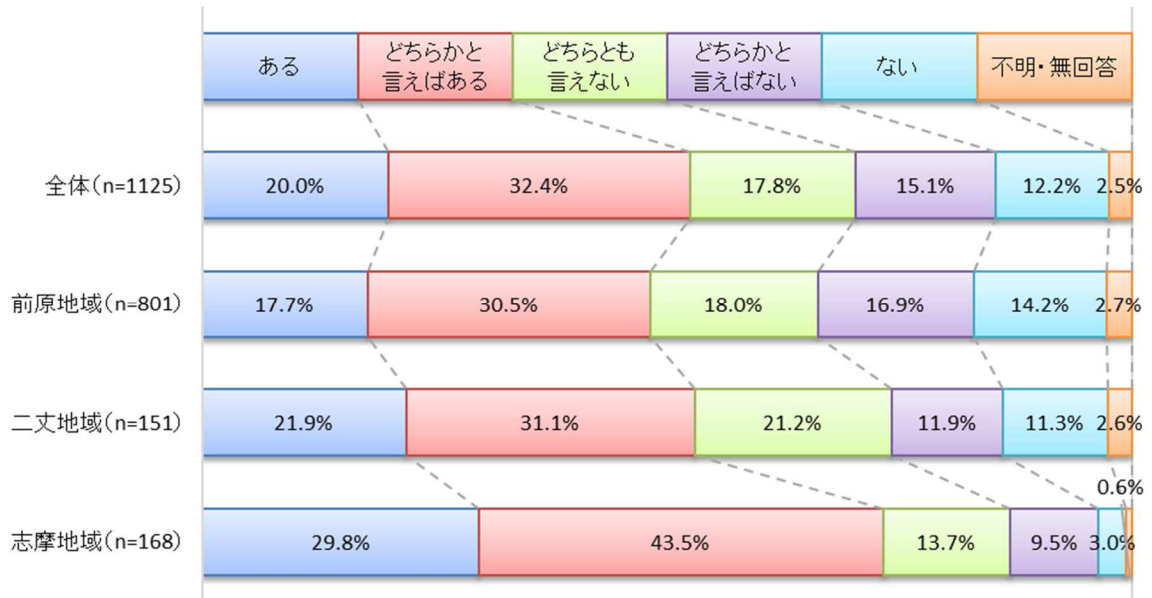 ある
どちらかと
言えばある
どちらとも
言えない
どちらかと
言えばない
ない
不明・無回答
全体(n=1125)
20.0%
32.4%
17.8%
15.1%
12.2%
2.5%
前原地域(n=801)
17.7%
30.5%
18.0%
16.9%
14.2%
2.7%
二丈地域(n=151)
21.9%
31.1%
21.2%
11.9%
11.3%
2.6%
志摩地域(n=168)
29.8%
43.5%
13.7%
9.5%
3.0%
0.6%